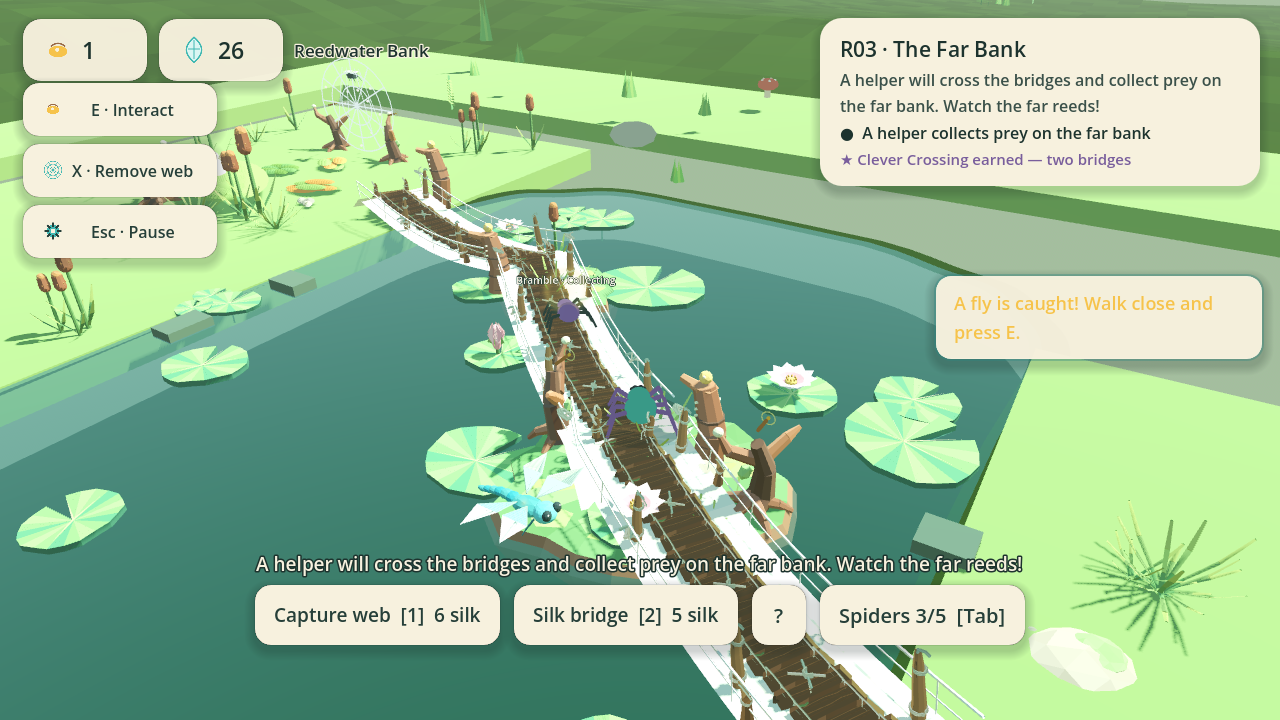 1
26
Reedwater Bank
E · Interact
X · Remove web
Esc · Pause
R03 · The Far Bank
A helper will cross the bridges and collect prey on
the far bank. Watch the far reeds!
● A helper collects prey on the far bank
★ Clever Crossing earned — two bridges
Bramble · Collecting
A fly is caught! Walk close and
press E.
A helper will cross the bridges and collect prey on the far bank. Watch the far reeds!
Capture web [1] 6 silk
Silk bridge [2] 5 silk
?
Spiders 3/5 [Tab]